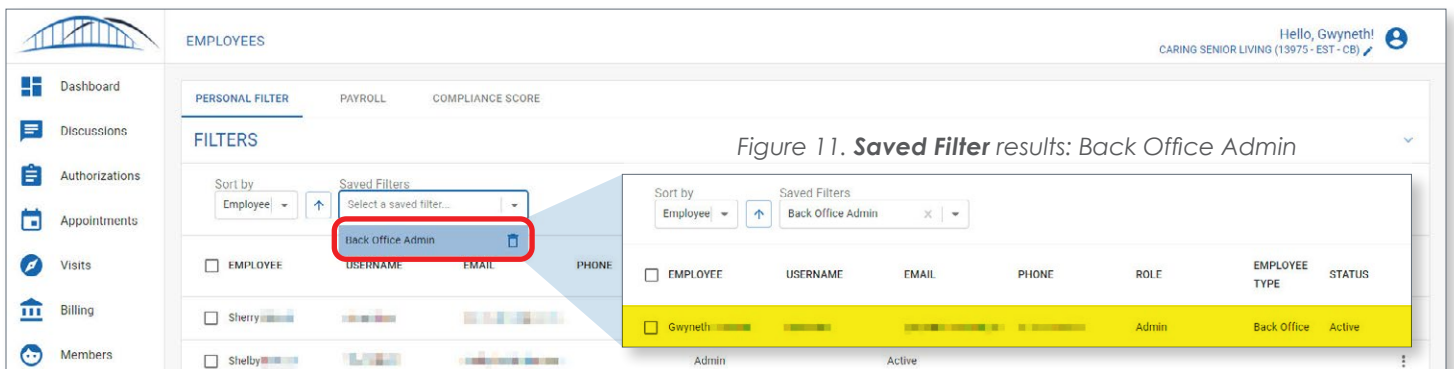 EMPLOYEES
Hello, Gwyneth!
CARING SENIOR LIVING (13975 - EST - CB)
Dashboard
Discussions
Authorizations
Appointments
Visits
Billing
Members
PERSONAL FILTER PAYROLL COMPLIANCE SCORE
FILTERS
Figure 11. Saved Filter results: Back Office Admin
Sort by Saved Filters
Employee Select a saved filter...
Back Office Admin
EMPLOYEE USERNAME EMAIL PHONE
Sherry
Shelby Admin Active
Sort by Saved Filters
Employee Back Office Admin
EMPLOYEE USERNAME EMAIL PHONE ROLE EMPLOYEE TYPE STATUS
Gwyneth Admin Back Office Active